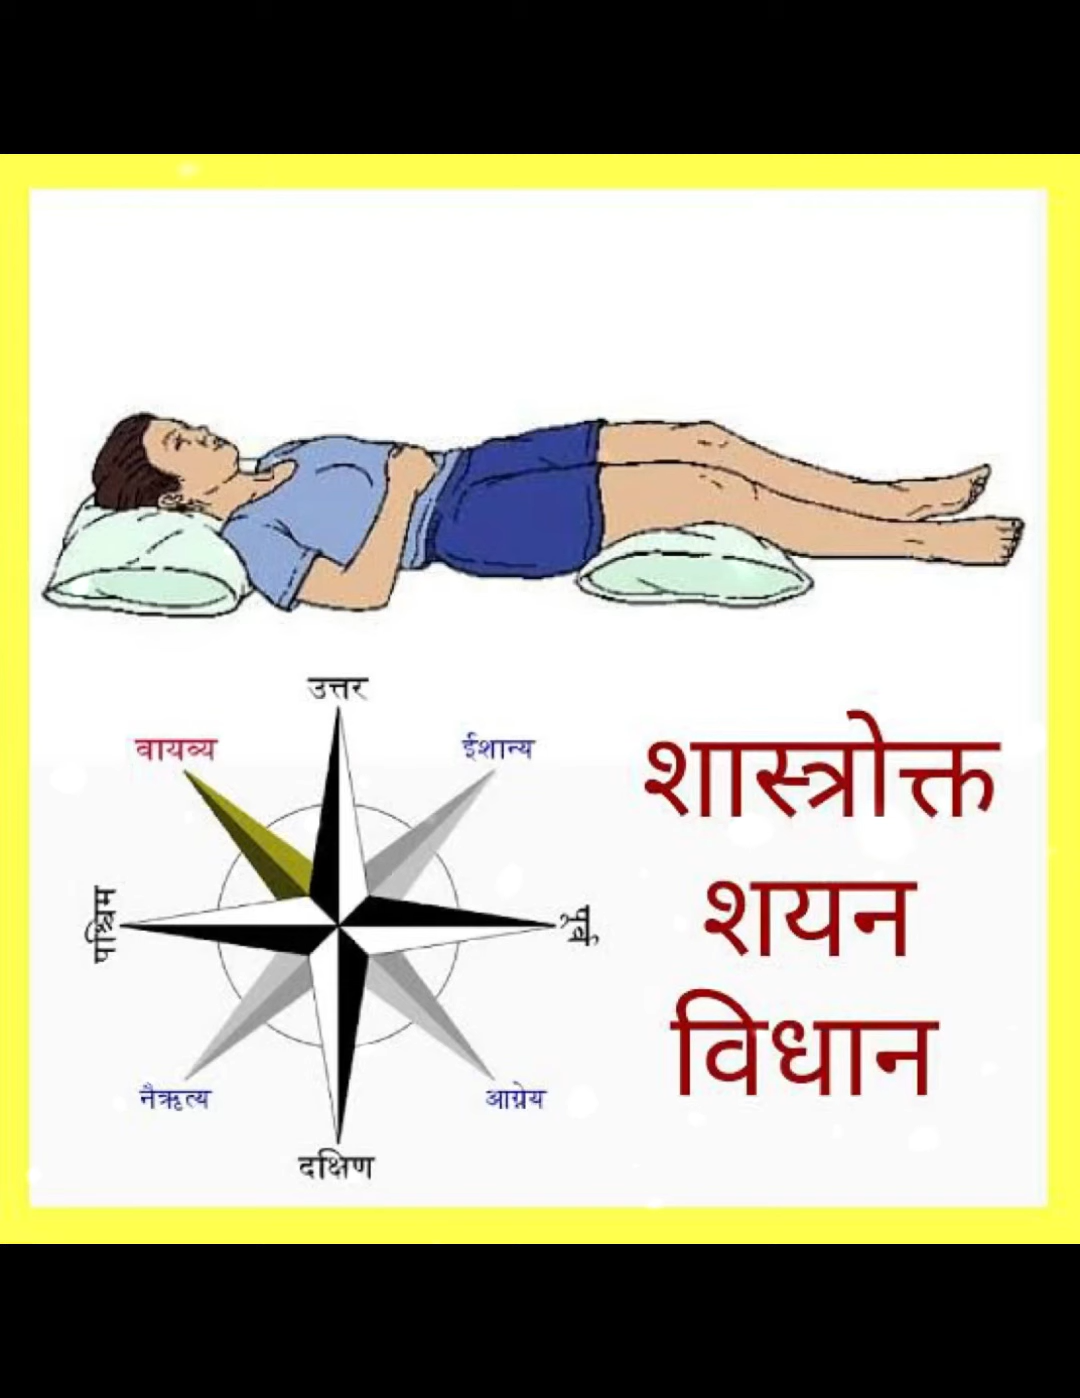 उत्तर
वायव्य
ईशान्य
पश्चिम
पूर्व
नैऋत्य
आग्नेय
दक्षिण
शास्त्रोक्त
शयन
विधान